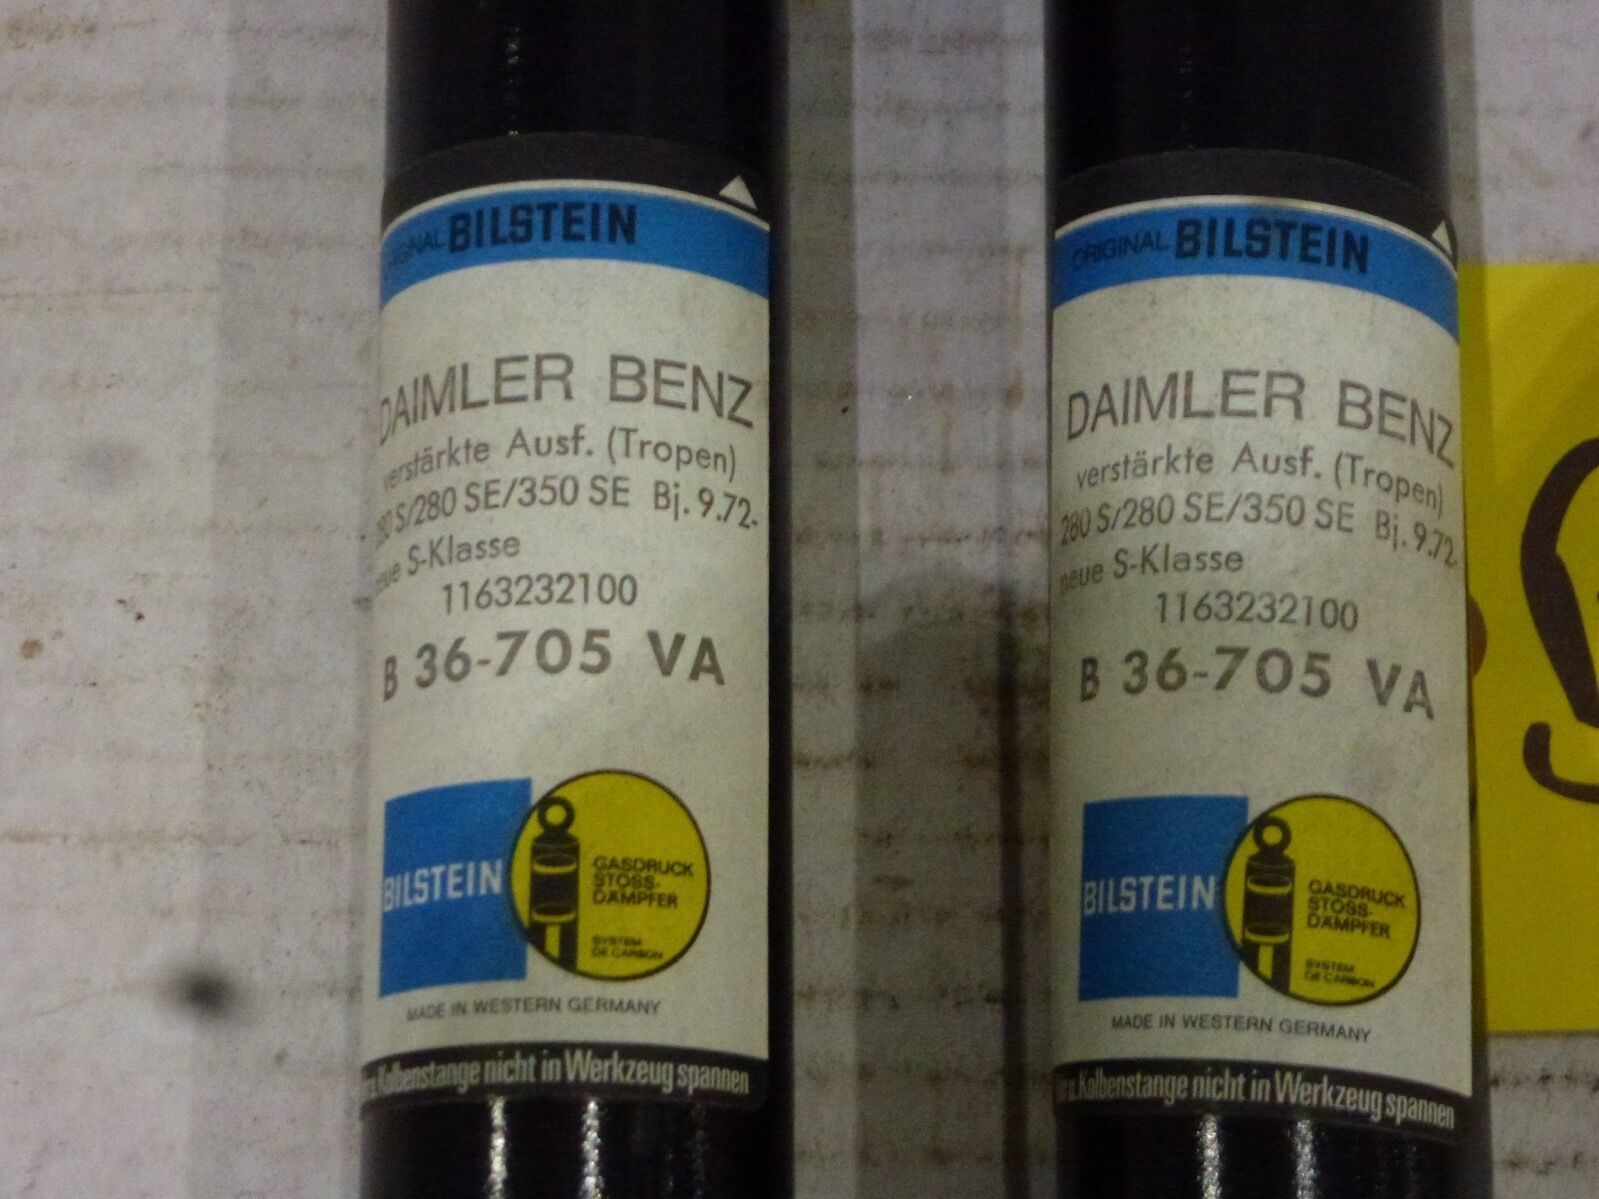 ORIGINAL BILSTEIN
DAIMLER BENZ
verstärkte Ausf. (Tropen)
280 S/280 SE/350 SE Bj. 9.72-
neue S-Klasse
1163232100
B 36-705 VA
BILSTEIN
GASDRUCK
STOSS-
DÄMPFER
SYSTEM
DE CARBON
MADE IN WESTERN GERMANY
u. Kolbenstange nicht in Werkzeug spannen
ORIGINAL BILSTEIN
DAIMLER BENZ
verstärkte Ausf. (Tropen)
280 S/280 SE/350 SE Bj. 9.72-
neue S-Klasse
1163232100
B 36-705 VA
BILSTEIN
GASDRUCK
STOSS-
DÄMPFER
SYSTEM
DE CARBON
MADE IN WESTERN GERMANY
u. Kolbenstange nicht in Werkzeug spannen